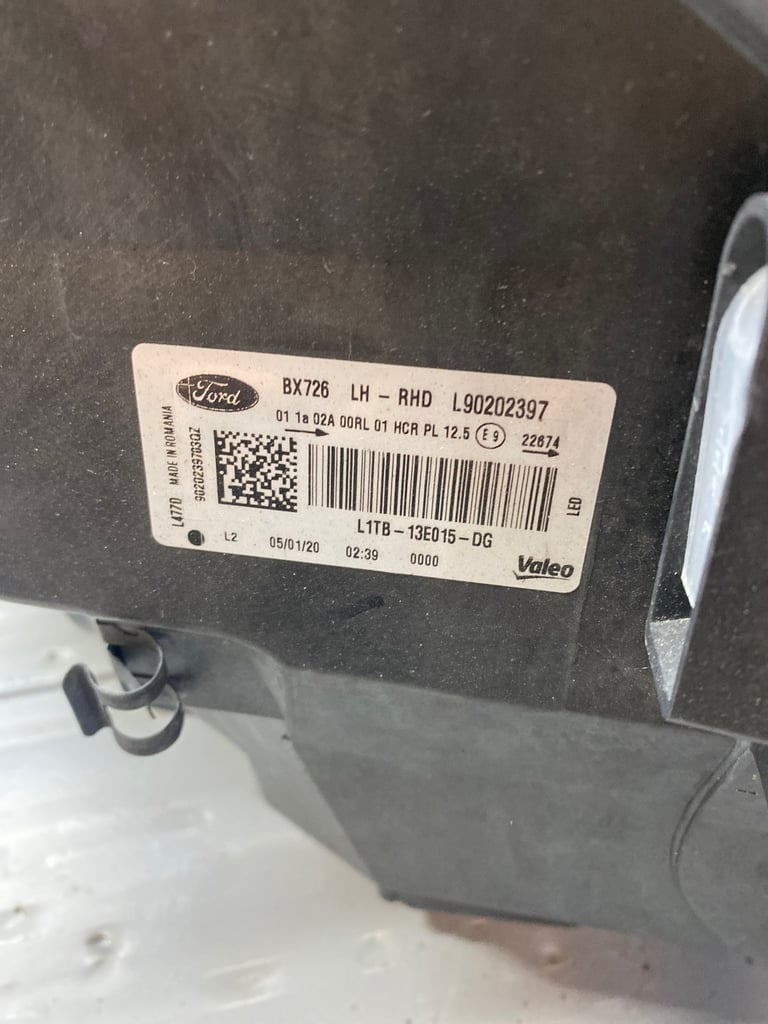 Ford BX726 LH - RHD L90202397
01 1a 02A 00RL 01 HCR PL 12.5 E9 22674
L4770 MADE IN ROMANIA
9020239703QZ
LED
L1TB-13E015-DG
L2 05/01/20 02:39 0000
Valeo